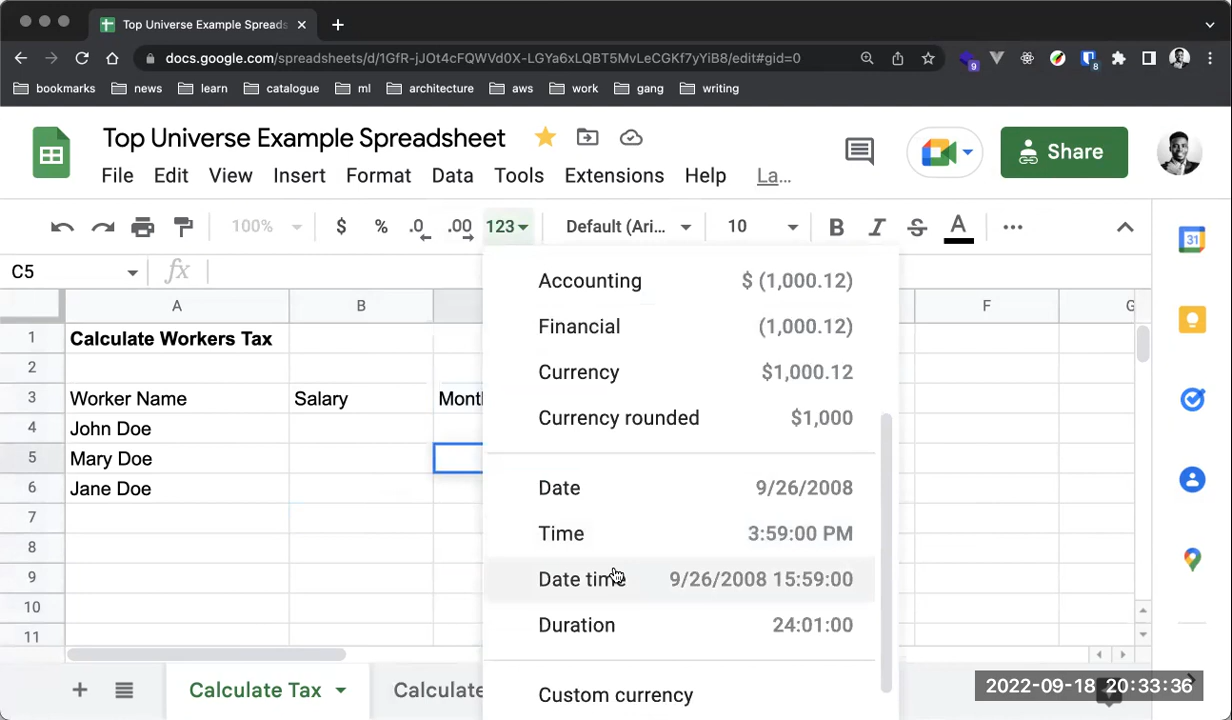 Top Universe Example Spreads
docs.google.com/spreadsheets/d/1GfR-jJOt4cFQWVd0X-LGYa6xLQBT5MvLeCGKf7yYiB8/edit#gid=0
9
8
bookmarks news learn catalogue ml architecture aws work gang writing
Top Universe Example Spreadsheet
File Edit View Insert Format Data Tools Extensions Help La...
Share
100% $ % .0 .00 123 Default (Ari... 10 B I S A
31
C5 fx
Accounting $ (1,000.12)
A B F G
1 Calculate Workers Tax
Financial (1,000.12)
2
Currency $1,000.12
3 Worker Name Salary Mont
Currency rounded $1,000
4 John Doe
5 Mary Doe
Date 9/26/2008
6 Jane Doe
7
Time 3:59:00 PM
8
9
Date time 9/26/2008 15:59:00
10
Duration 24:01:00
11
Calculate Tax Calculate
Custom currency
2022-09-18 20:33:36